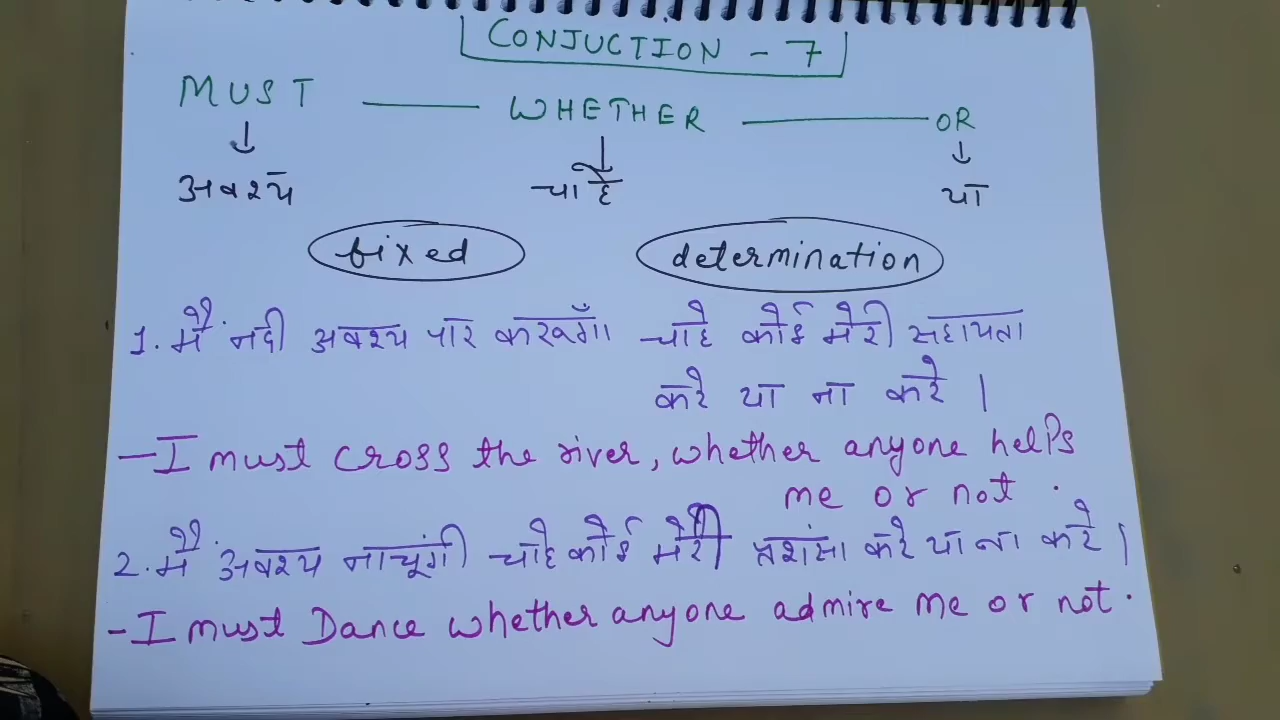 CONJUCTION - 7
MUST — WHETHER — OR
अवश्य चाहे या
fixed determination
1. मैं नदी अवश्य पार करूगाँ चाहे कोई मेरी सहायता
करे या ना करे ।
- I must cross the river, whether anyone helps
me or not .
2. मैं अवश्य नाचूंगी चाहे कोई मेरी प्रशंसा करे या ना करे ।
- I must Dance whether anyone admire me or not .